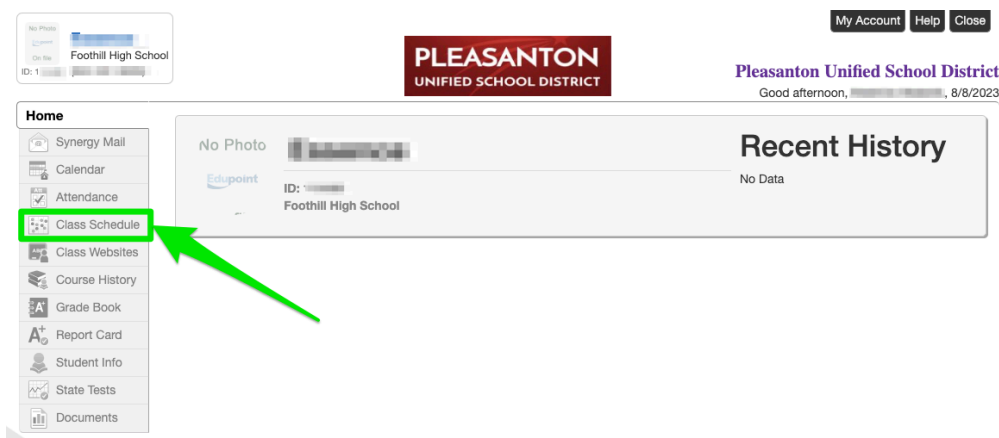 My Account Help Close
No Photo
Edupoint
On file
Foothill High School
ID: 1
PLEASANTON
UNIFIED SCHOOL DISTRICT
Pleasanton Unified School District
Good afternoon, , 8/8/2023
Home
Synergy Mail
Calendar
Attendance
Class Schedule
Class Websites
Course History
Grade Book
Report Card
Student Info
State Tests
Documents
No Photo
Edupoint
ID:
Foothill High School
Recent History
No Data